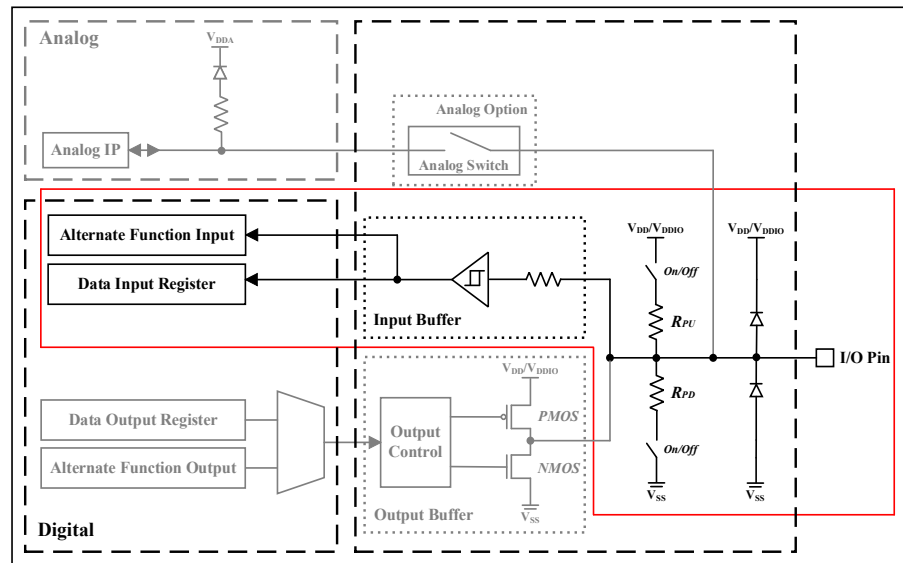 Analog
VDDA
Analog Option
Analog IP
Analog Switch
Alternate Function Input
Data Input Register
Input Buffer
VDD/VDDIO
VDD/VDDIO
On/Off
RPU
I/O Pin
RPD
On/Off
VSS
VSS
Data Output Register
Alternate Function Output
VDD/VDDIO
PMOS
Output
Control
NMOS
VSS
Output Buffer
Digital